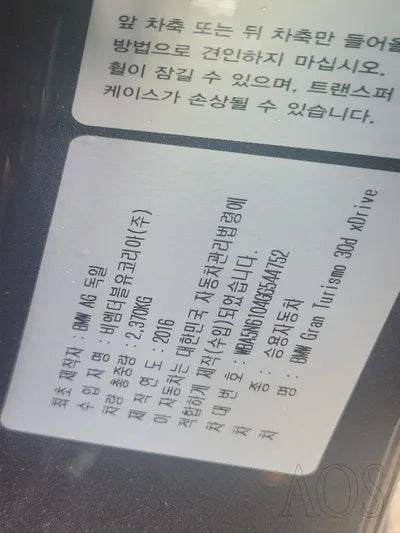 앞 차축 또는 뒤 차축만 들어올
방법으로 견인하지 마십시오.
휠이 잠길 수 있으며, 트랜스퍼
케이스가 손상될 수 있습니다.
최초 제작자 : BMW AG 독일
수 입 자 명 : 비엠더블유코리아(주)
차량 총중량 : 2,370KG
제 작 연 도 : 2016
이 자동차는 대한민국 자동차관리법령에
적합하게 제작(수입)되었습니다.
차 대 번 호 : WBA5N6104GG544752
차 종 : 승용자동차
차 명 : BMW Gran Turismo 30d xDrive
AOS